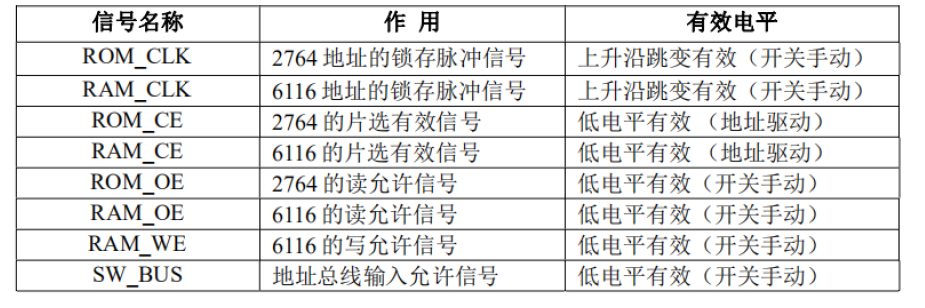 信号名称 作 用 有效电平
ROM_CLK 2764 地址的锁存脉冲信号 上升沿跳变有效（开关手动）
RAM_CLK 6116 地址的锁存脉冲信号 上升沿跳变有效（开关手动）
ROM_CE 2764 的片选有效信号 低电平有效 （地址驱动）
RAM_CE 6116 的片选有效信号 低电平有效 （地址驱动）
ROM_OE 2764 的读允许信号 低电平有效（开关手动）
RAM_OE 6116 的读允许信号 低电平有效（开关手动）
RAM_WE 6116 的写允许信号 低电平有效（开关手动）
SW_BUS 地址总线输入允许信号 低电平有效（开关手动）